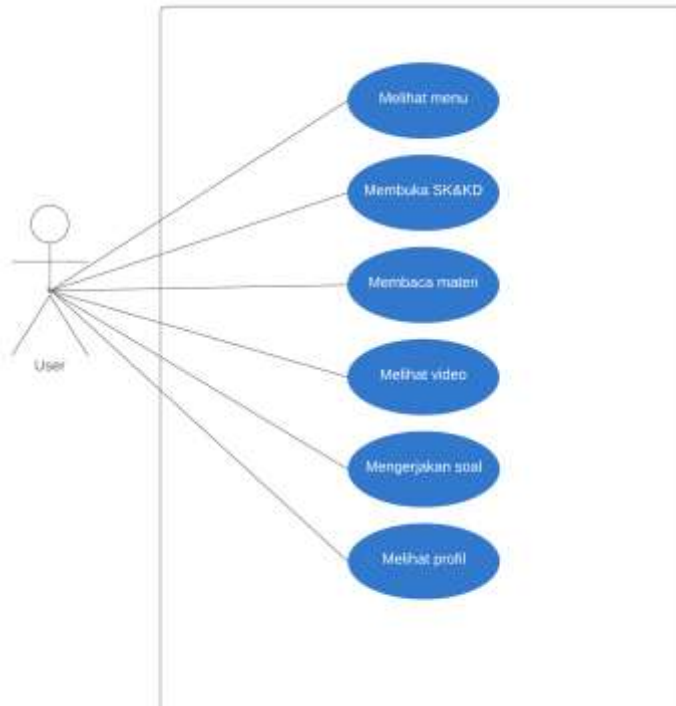 Melihat menu
Membuka SK&KD
Membaca materi
Melihat video
User
Mengerjakan soal
Melihat profil